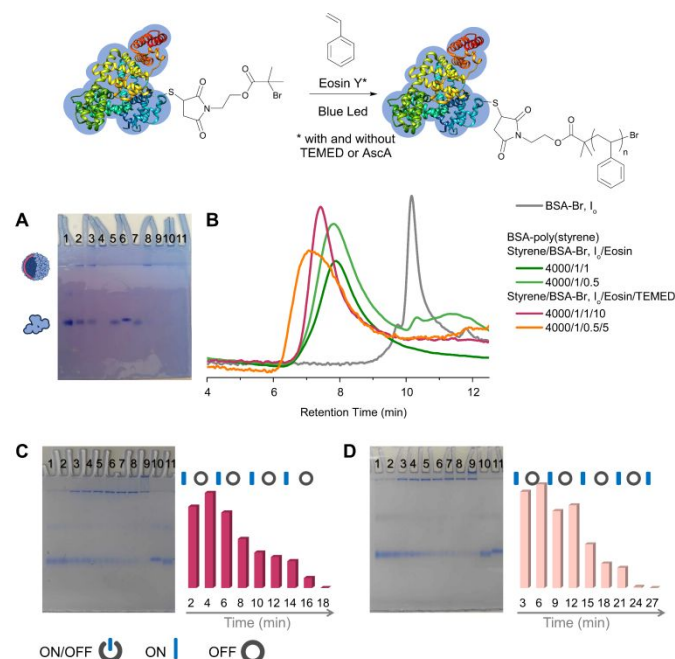 S
O
N
O
O
O
Br
Eosin Y*
Blue Led
* with and without
TEMED or AscA
S
O
N
O
O
O
Br
n
A
1 2 3 4 5 6 7 8 9 10 11
B
4 6 8 10 12
Retention Time (min)
BSA-Br, Io
BSA-poly(styrene)
Styrene/BSA-Br, Io/Eosin
4000/1/1
4000/1/0.5
Styrene/BSA-Br, Io/Eosin/TEMED
4000/1/1/10
4000/1/0.5/5
C
1 2 3 4 5 6 7 8 9 10 11
2 4 6 8 10 12 14 16 18
Time (min)
D
1 2 3 4 5 6 7 8 9 10 11
3 6 9 12 15 18 21 24 27
Time (min)
ON/OFF ON OFF